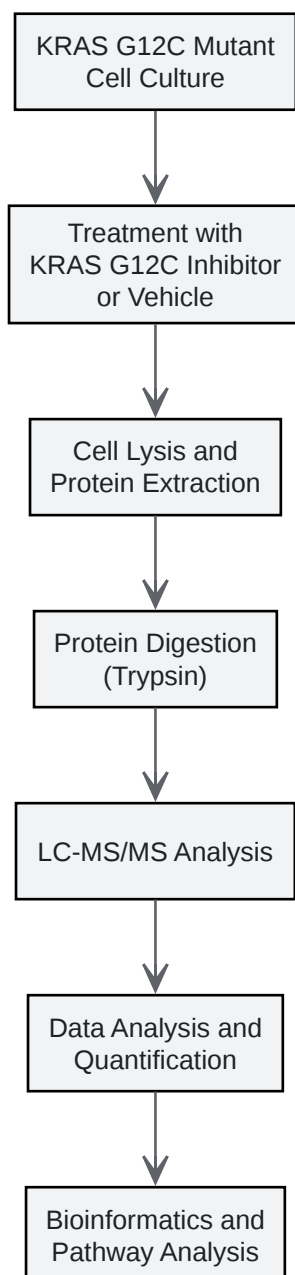 KRAS G12C Mutant
Cell Culture
Treatment with
KRAS G12C Inhibitor
or Vehicle
Cell Lysis and
Protein Extraction
Protein Digestion
(Trypsin)
LC-MS/MS Analysis
Data Analysis and
Quantification
Bioinformatics and
Pathway Analysis